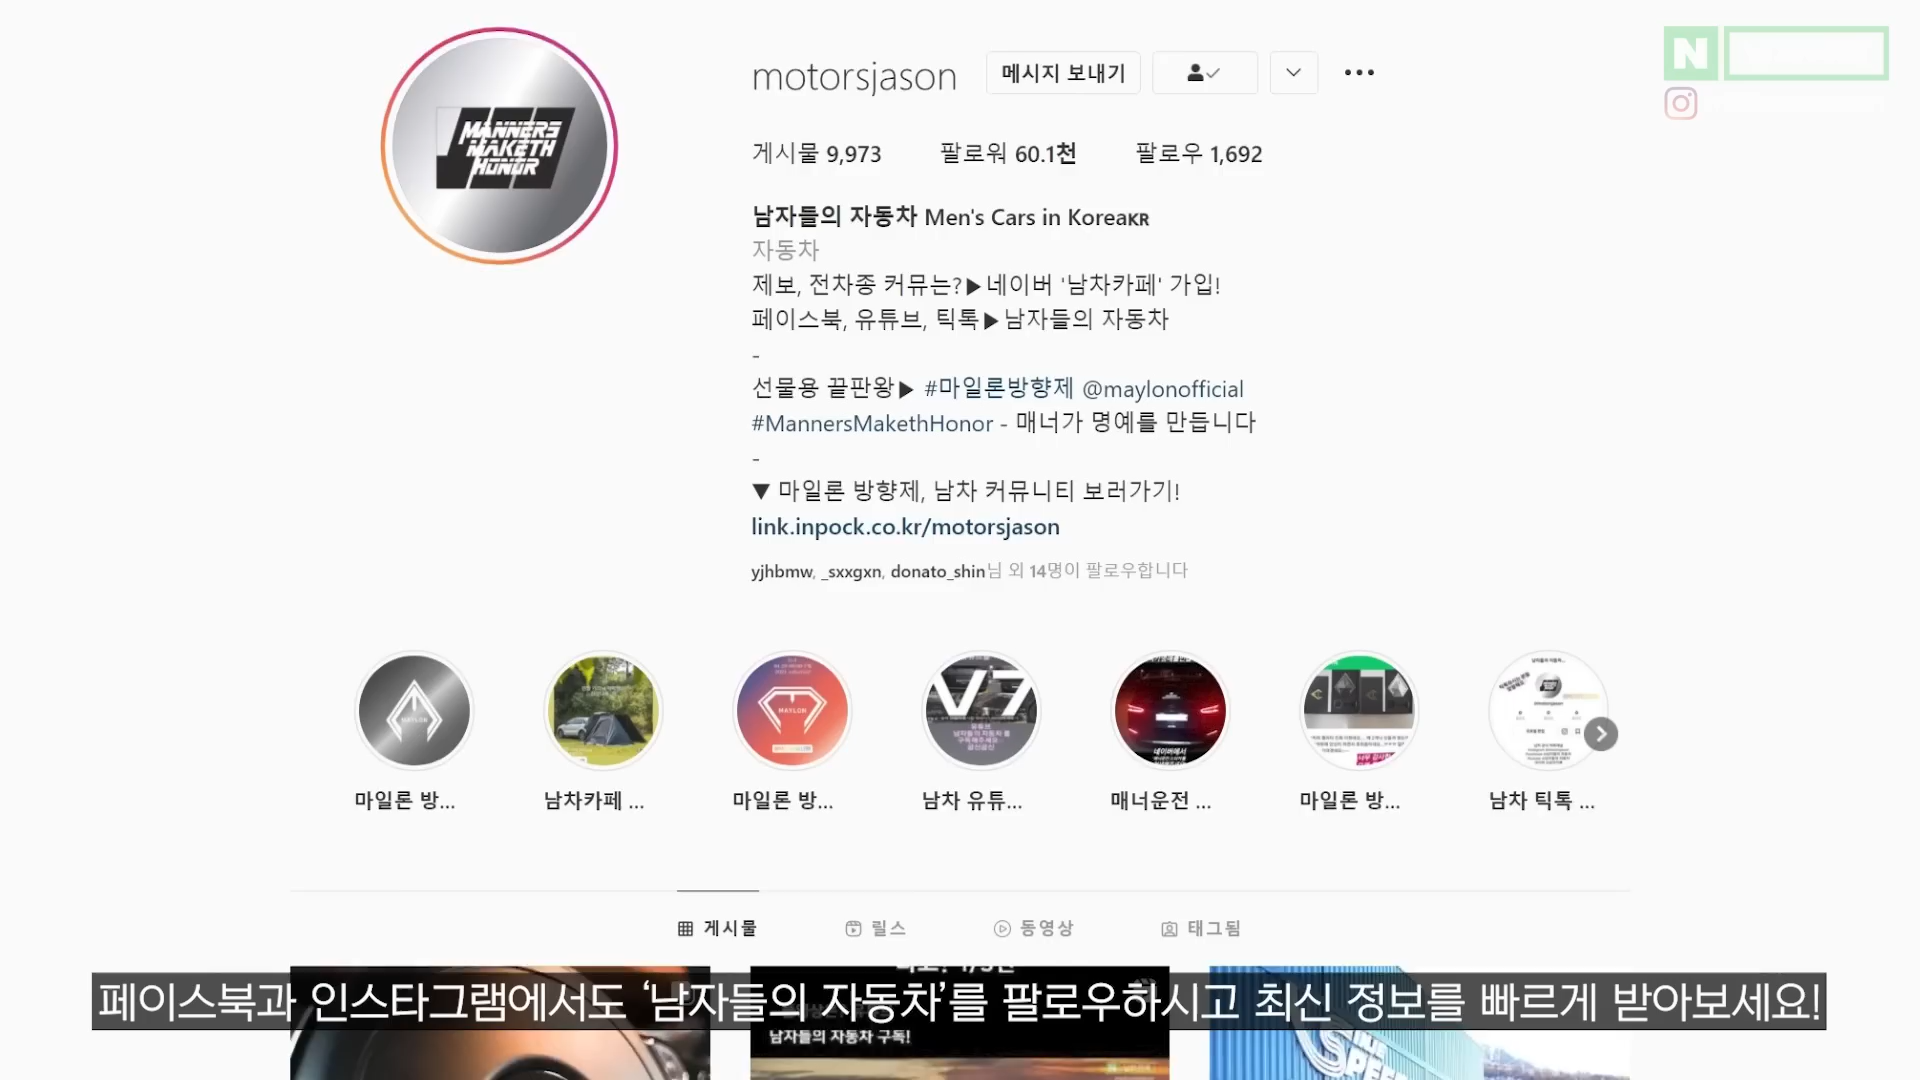 motorsjason 메시지 보내기
게시물 9,973 팔로워 60.1천 팔로우 1,692
남자들의 자동차 Men's Cars in Korea🇰🇷
자동차
제보, 전차종 커뮤는?▶네이버 '남차카페' 가입!
페이스북, 유튜브, 틱톡▶남자들의 자동차
-
선물용 끝판왕▶ #마일론방향제 @maylonofficial
#MannersMakethHonor - 매너가 명예를 만듭니다
-
▼ 마일론 방향제, 남차 커뮤니티 보러가기!
link.inpock.co.kr/motorsjason
yjhbmw, _sxxgxn, donato_shin님 외 14명이 팔로우합니다
MANNERS
MAKETH
HONOR
N
MAYLON
MAYLON
V7
마일론 방... 남차카페 ... 마일론 방... 남차 유튜... 매너운전 ... 마일론 방... 남차 틱톡 ...
게시물 릴스 동영상 태그됨
페이스북과 인스타그램에서도 ‘남자들의 자동차’를 팔로우하시고 최신 정보를 빠르게 받아보세요!
남자들의 자동차 구독!